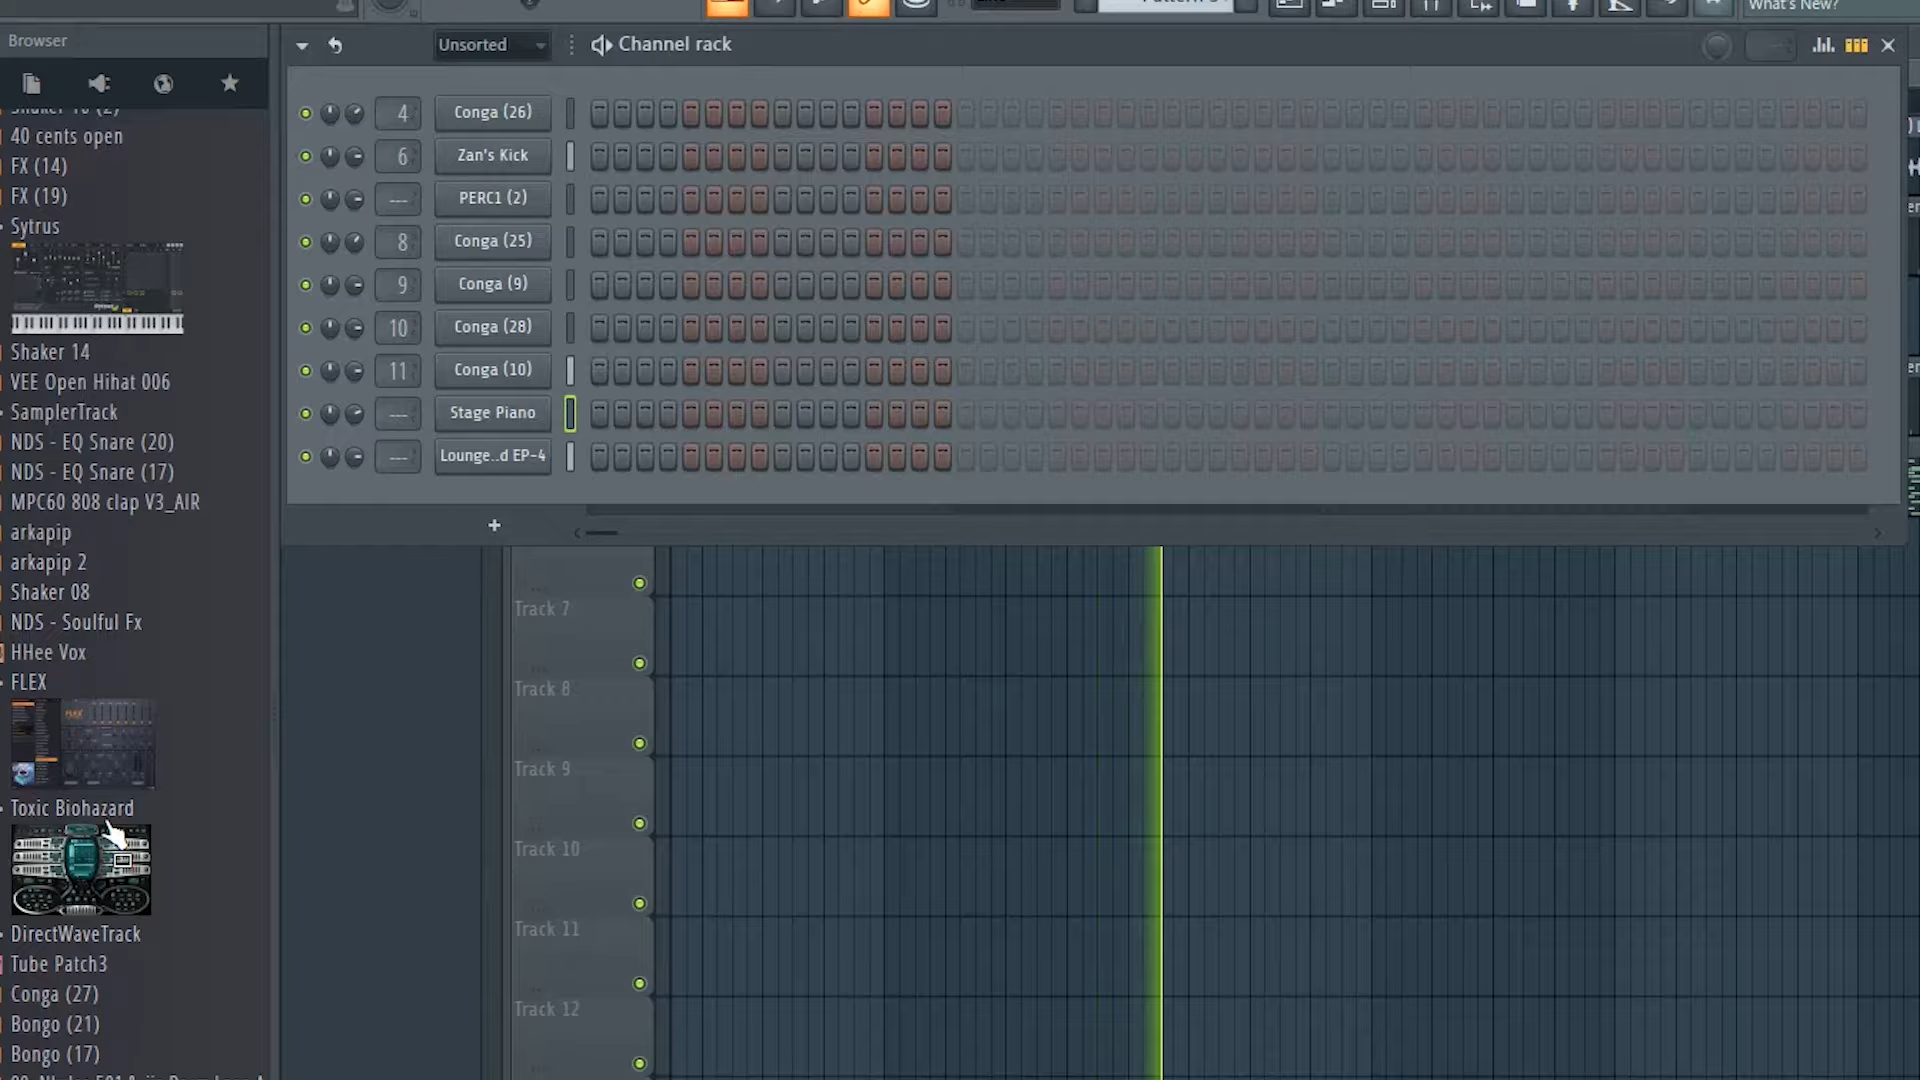 What's New?
Browser
Unsorted
Channel rack
40 cents open
FX (14)
FX (19)
Sytrus
Shaker 14
VEE Open Hihat 006
SamplerTrack
NDS - EQ Snare (20)
NDS - EQ Snare (17)
MPC60 808 clap V3_AIR
arkapip
arkapip 2
Shaker 08
NDS - Soulful Fx
HHee Vox
FLEX
Toxic Biohazard
DirectWaveTrack
Tube Patch3
Conga (27)
Bongo (21)
Bongo (17)
4 Conga (26)
6 Zan's Kick
--- PERC1 (2)
8 Conga (25)
9 Conga (9)
10 Conga (28)
11 Conga (10)
--- Stage Piano
--- Lounge..d EP-4
+
Track 7
Track 8
Track 9
Track 10
Track 11
Track 12